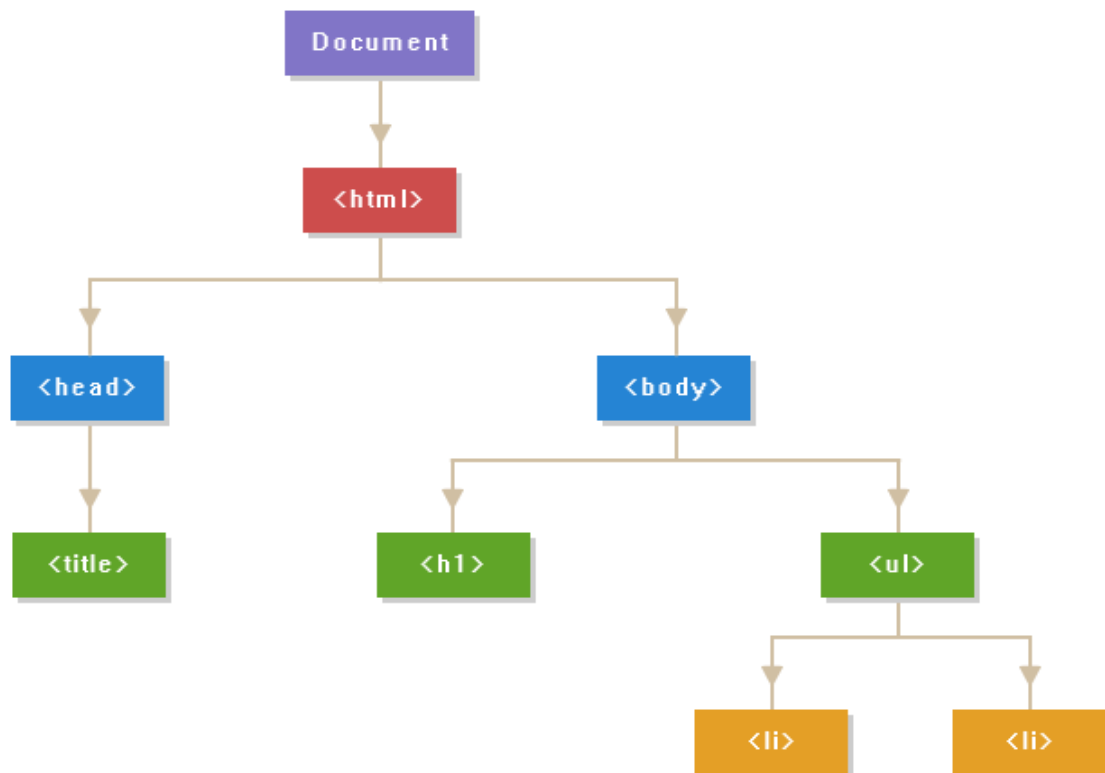 Document
<html>
<head>
<body>
<title>
<h1>
<ul>
<li>
<li>